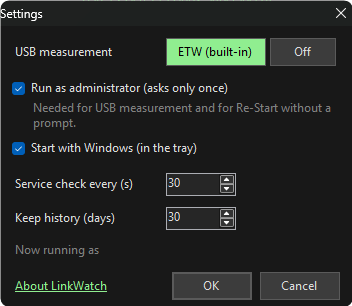 Settings
USB measurement ETW (built-in) Off
Run as administrator (asks only once)
Needed for USB measurement and for Re-Start without a
prompt.
Start with Windows (in the tray)
Service check every (s) 30
Keep history (days) 30
Now running as
About LinkWatch OK Cancel